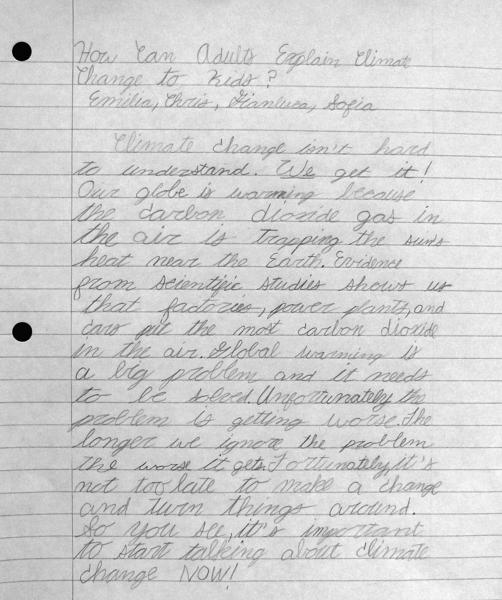 How Can Adults Explain Climate
Change to Kids?
Emilia, Chris, Gianluca, Sofia
Climate change isn't hard
to understand. We get it!
Our globe is warming because
the carbon dioxide gas in
the air is trapping the suns
heat near the Earth. Evidence
from scientific studies shows us
that factories, power plants, and
cars put the most carbon dioxide
in the air. Global warming is
a big problem and it needs
to be solved. Unfortunately the
problem is getting worse. The
longer we ignore the problem
the worse it gets. Fortunately, it's
not too late to make a change
and turn things around.
So you see, it's important
to start talking about climate
change NOW!